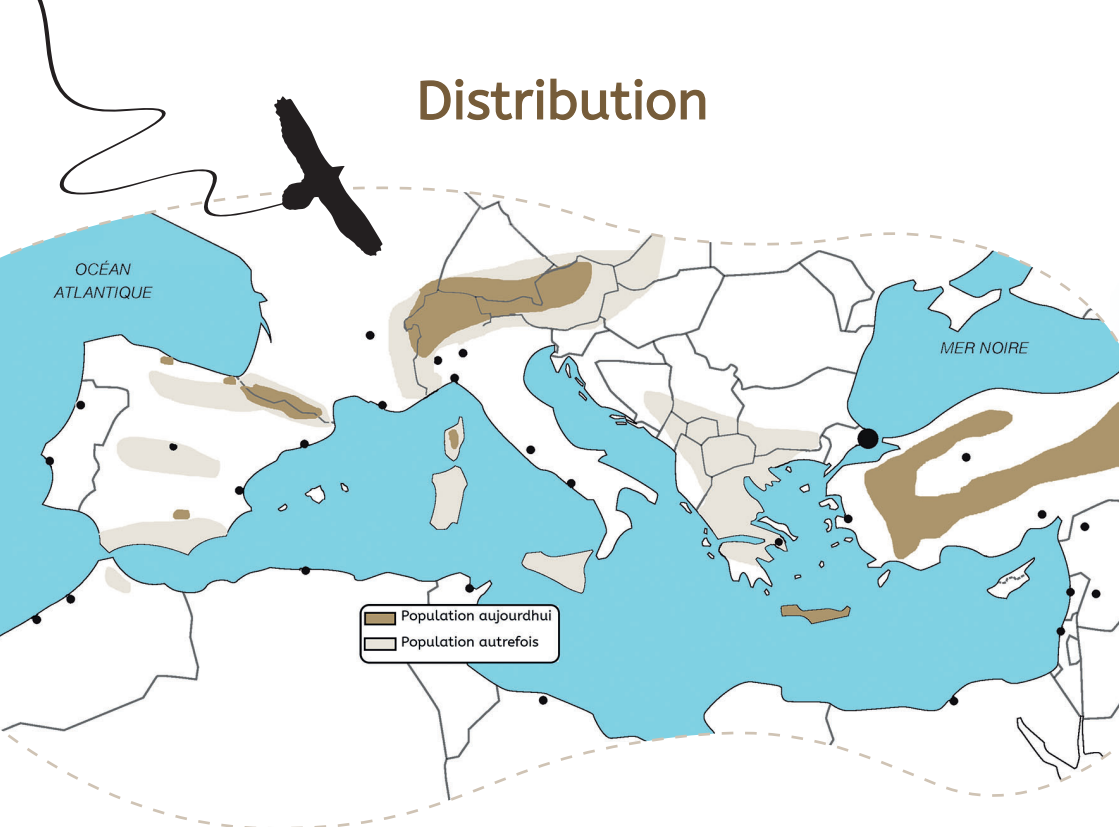 Distribution
OCÉAN
ATLANTIQUE
MER NOIRE
Population aujourdhui
Population autrefois